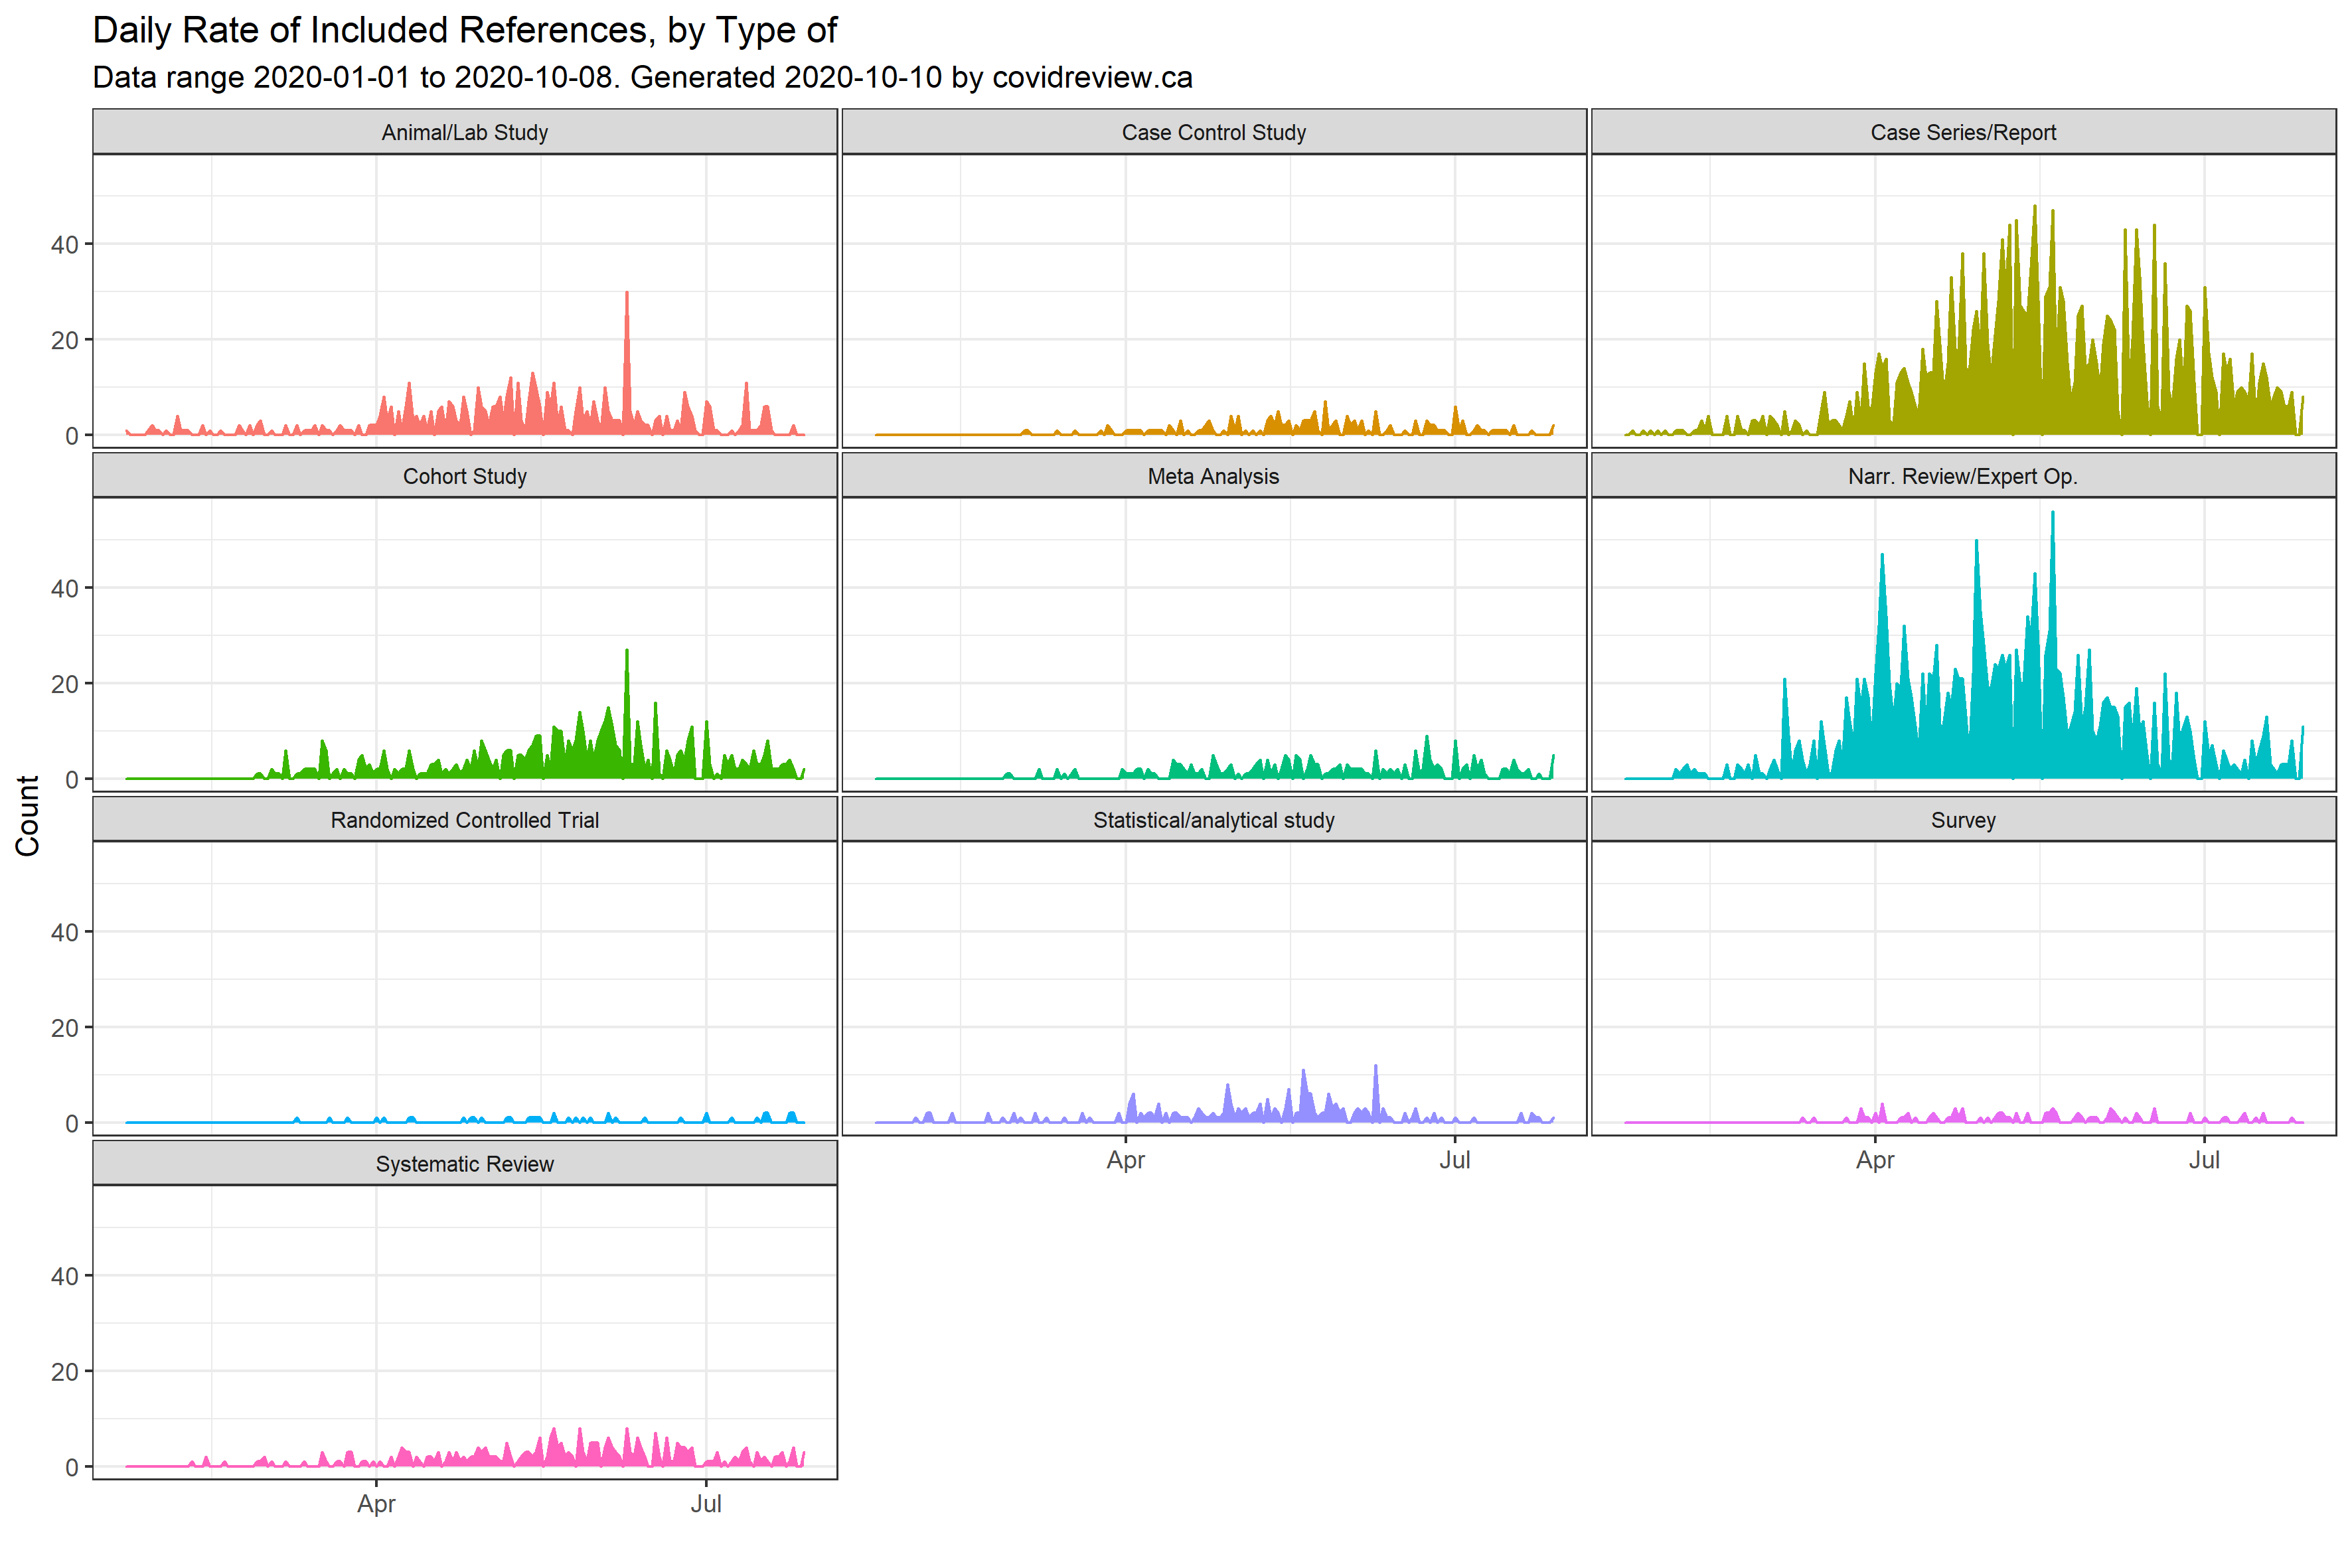 Daily Rate of Included References, by Type of
Data range 2020-01-01 to 2020-10-08. Generated 2020-10-10 by covidreview.ca
Animal/Lab Study
Case Control Study
Case Series/Report
40
20
0
Cohort Study
Meta Analysis
Narr. Review/Expert Op.
40
20
0
Count
Randomized Controlled Trial
Statistical/analytical study
Survey
40
20
0
Apr
Jul
Apr
Jul
Systematic Review
40
20
0
Apr
Jul